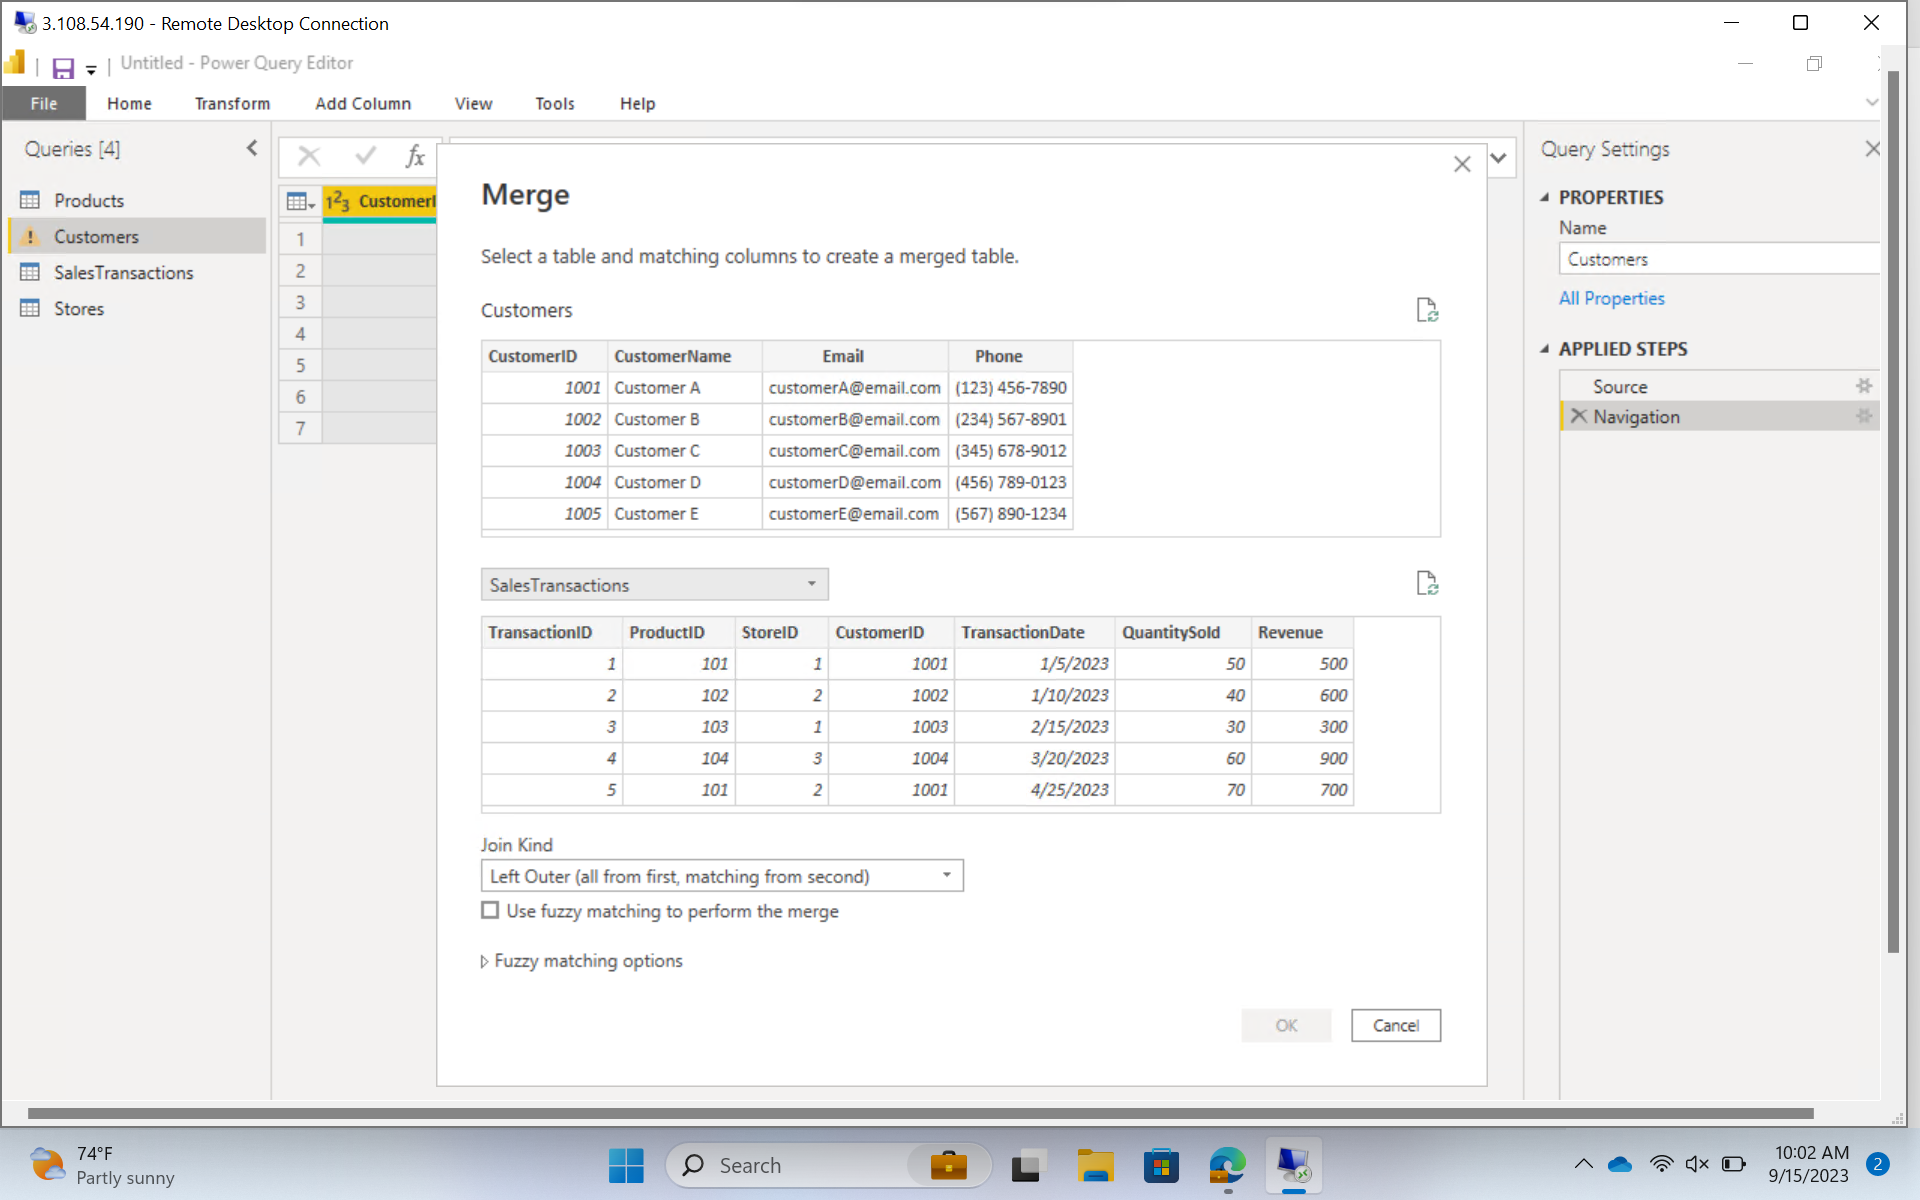 3.108.54.190 - Remote Desktop Connection
Untitled - Power Query Editor
File Home Transform Add Column View Tools Help
Queries [4]
Products
Customers
SalesTransactions
Stores
fx
1²3 CustomerI
1
2
3
4
5
6
7
Merge
Select a table and matching columns to create a merged table.
Customers
CustomerID CustomerName Email Phone
1001 Customer A customerA@email.com (123) 456-7890
1002 Customer B customerB@email.com (234) 567-8901
1003 Customer C customerC@email.com (345) 678-9012
1004 Customer D customerD@email.com (456) 789-0123
1005 Customer E customerE@email.com (567) 890-1234
SalesTransactions
TransactionID ProductID StoreID CustomerID TransactionDate QuantitySold Revenue
1 101 1 1001 1/5/2023 50 500
2 102 2 1002 1/10/2023 40 600
3 103 1 1003 2/15/2023 30 300
4 104 3 1004 3/20/2023 60 900
5 101 2 1001 4/25/2023 70 700
Join Kind
Left Outer (all from first, matching from second)
Use fuzzy matching to perform the merge
Fuzzy matching options
OK Cancel
Query Settings
PROPERTIES
Name
Customers
All Properties
APPLIED STEPS
Source
Navigation
74°F
Partly sunny
Search
10:02 AM
9/15/2023
2